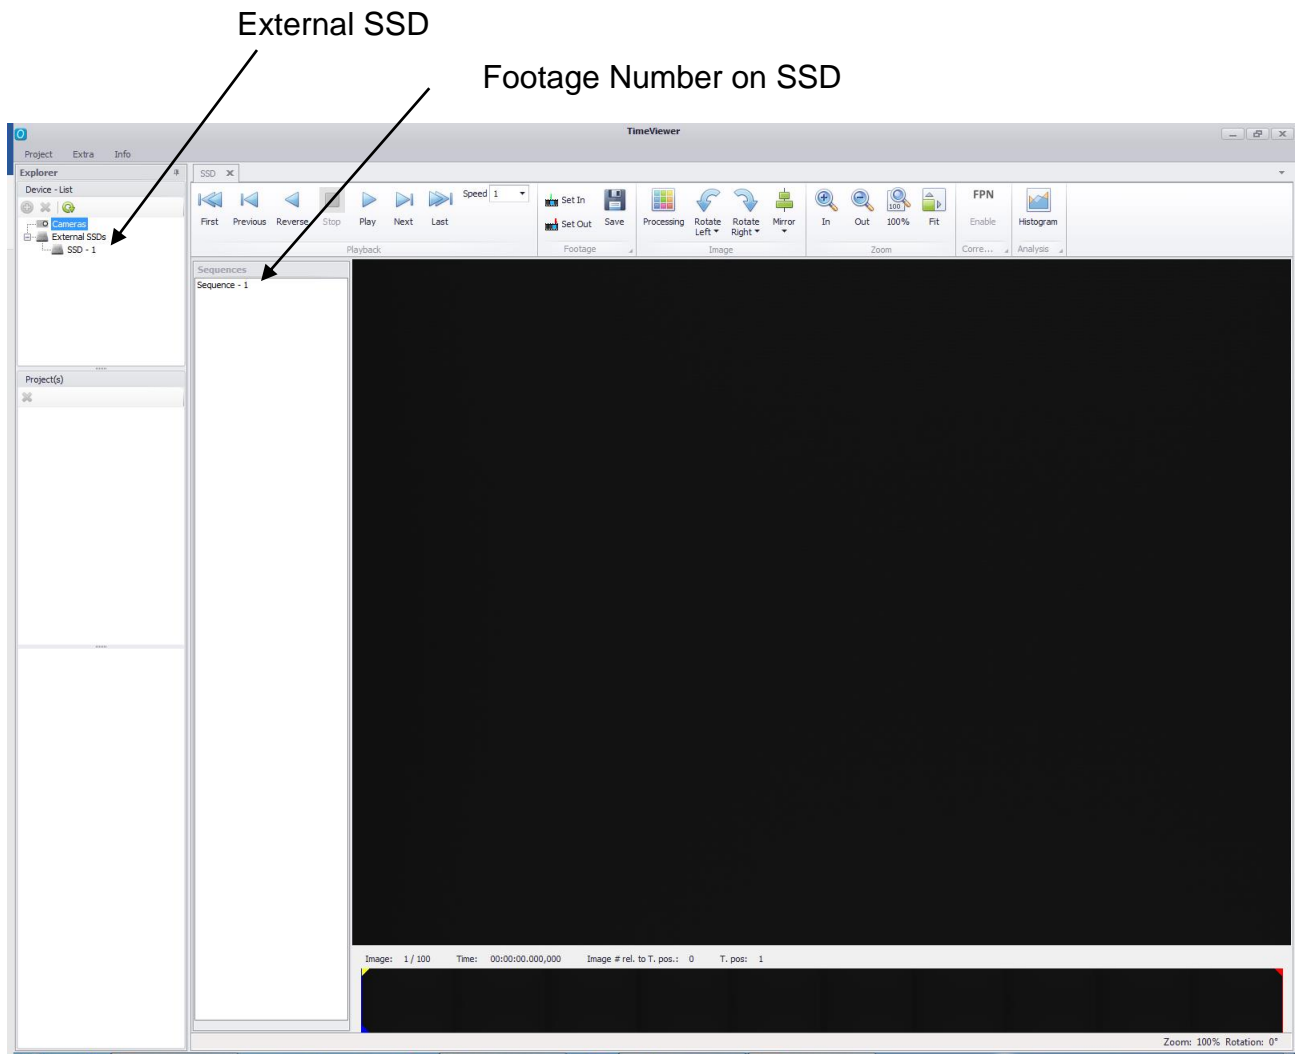 External SSD
Footage Number on SSD
TimeViewer
Project Extra Info
Explorer
Device - List
Cameras
External SSDs
SSD - 1
Project(s)
SSD
First Previous Reverse Stop Play Next Last Speed 1
Playback
Set In
Set Out Save
Footage
Processing Rotate Left Rotate Right Mirror
Image
100
In Out 100% Fit
Zoom
FPN
Enable
Corre...
Histogram
Analysis
Sequences
Sequence - 1
Image: 1 / 100 Time: 00:00:00.000,000 Image # rel. to T. pos.: 0 T. pos: 1
Zoom: 100% Rotation: 0°